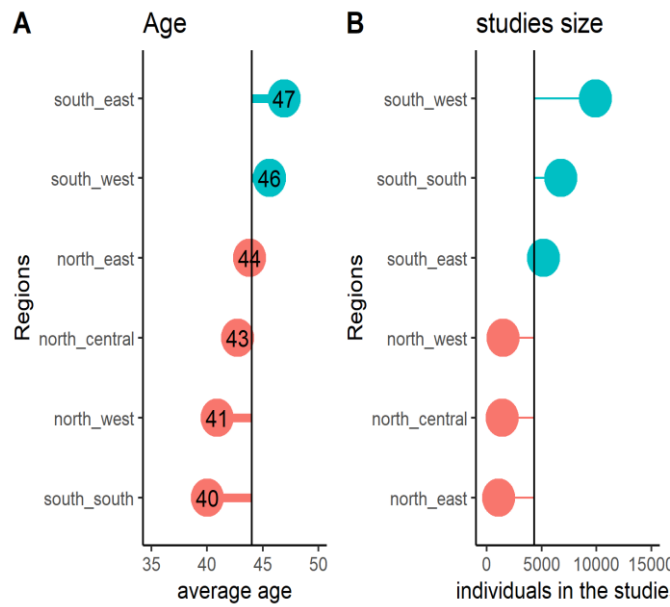 A Age
south_east 47
south_west 46
north_east 44
north_central 43
north_west 41
south_south 40
Regions
35 40 45 50
average age
B studies size
south_west
south_south
south_east
north_west
north_central
north_east
Regions
0 5000 10000 15000
individuals in the studie